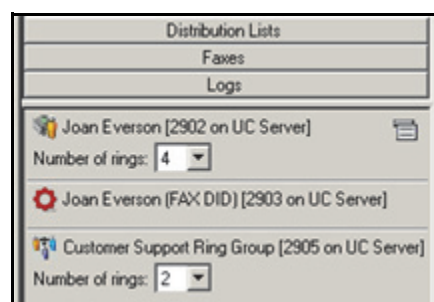 Distribution Lists
Faxes
Logs
Joan Everson [2902 on UC Server]
Number of rings: 4
Joan Everson (FAX DID) [2903 on UC Server]
Customer Support Ring Group [2905 on UC Server]
Number of rings: 2